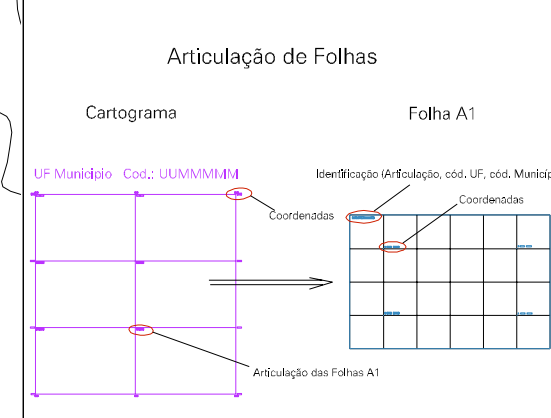 Articulação de Folhas
Cartograma
Folha A1
UF Municipio Cod.: UUMMMMM
Identificação (Articulação, cód. UF, cód. Municíp
Coordenadas
Coordenadas
Articulação das Folhas A1